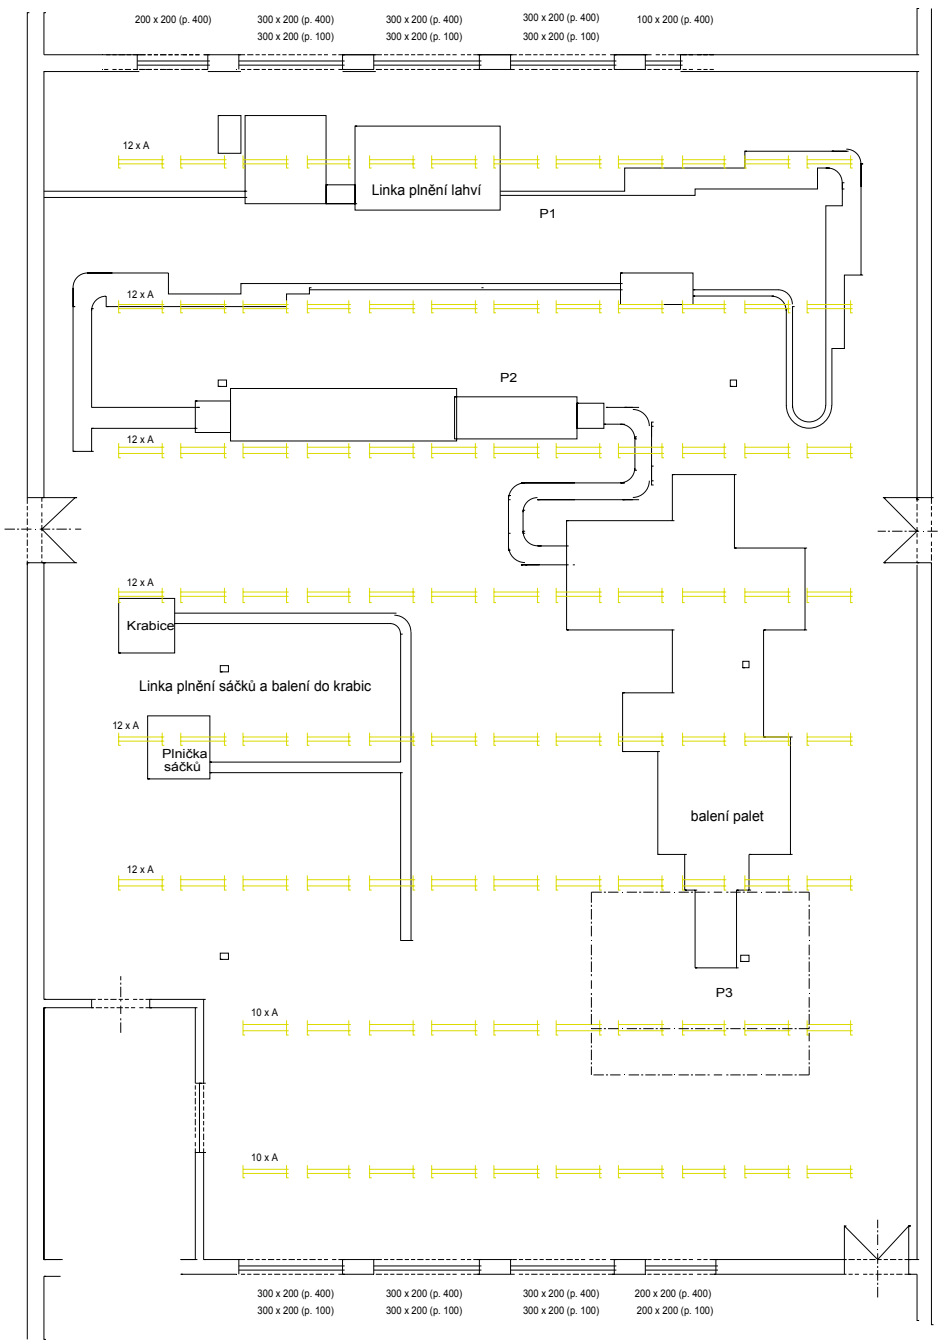 200 x 200 (p. 400)
300 x 200 (p. 400)
300 x 200 (p. 100)
300 x 200 (p. 400)
300 x 200 (p. 100)
300 x 200 (p. 400)
300 x 200 (p. 100)
100 x 200 (p. 400)
12 x A
Linka plnění lahví
P1
12 x A
P2
12 x A
12 x A
Krabice
Linka plnění sáčků a balení do krabic
12 x A
Plnička
sáčků
balení palet
12 x A
P3
10 x A
10 x A
300 x 200 (p. 400)
300 x 200 (p. 100)
300 x 200 (p. 400)
300 x 200 (p. 100)
300 x 200 (p. 400)
300 x 200 (p. 100)
200 x 200 (p. 400)
200 x 200 (p. 100)